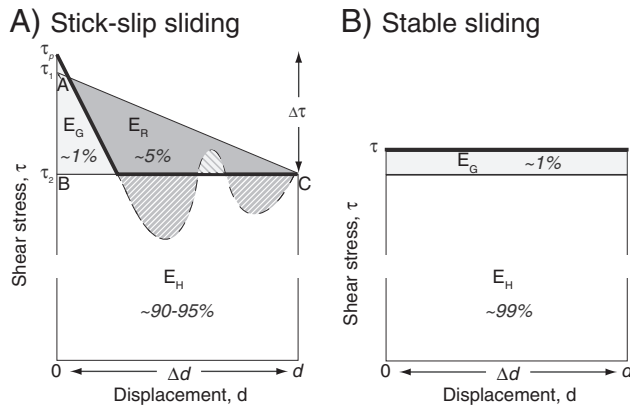 A) Stick-slip sliding
τp
τ1
A
EG
~1%
ER
~5%
Δτ
τ2
B
C
Shear stress, τ
EH
~90-95%
0
Δd
d
Displacement, d
B) Stable sliding
τ
EG ~1%
Shear stress, τ
EH
~99%
0
Δd
d
Displacement, d